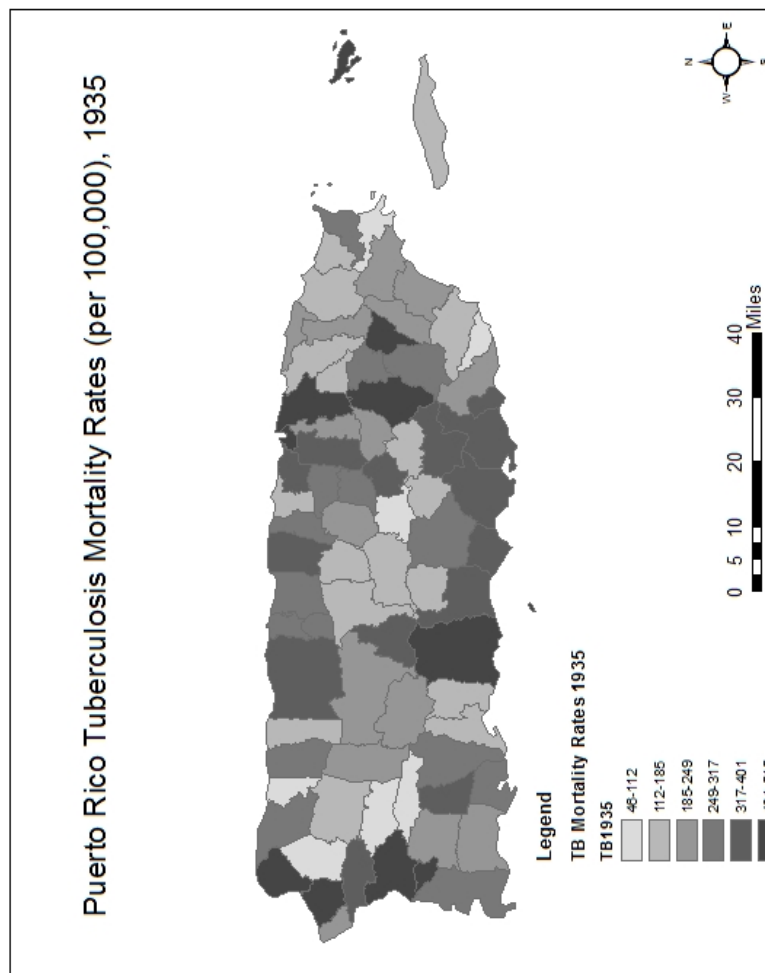 Puerto Rico Tuberculosis Mortality Rates (per 100,000), 1935
N
W
E
S
Legend
TB Mortality Rates 1935
TB1935
46-112
112-185
185-249
249-317
317-401
0 5 10 20 30 40
Miles